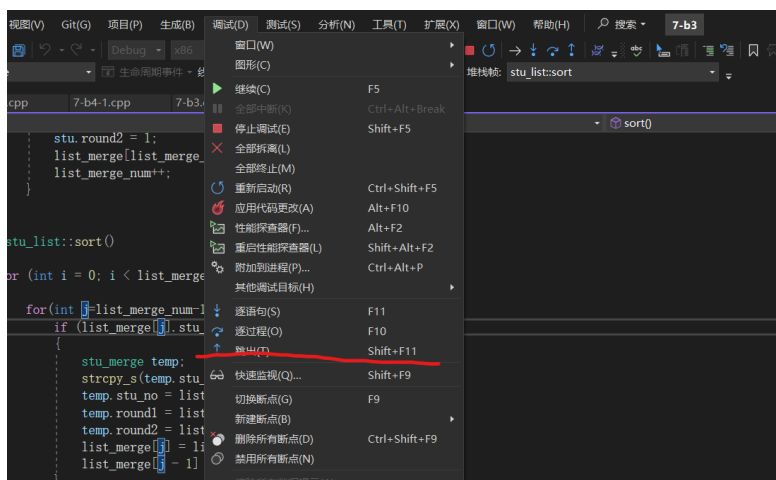 视图(V) Git(G) 项目(P) 生成(B) 调试(D) 测试(S) 分析(N) 工具(T) 扩展(X) 窗口(W) 帮助(H) 搜索 7-b3
Debug x86
生命周期事件 堆栈帧: stu_list::sort
.cpp 7-b4-1.cpp 7-b3.
sort()
stu.round2 = 1;
list_merge[list_merge_
list_merge_num++;
}
stu_list::sort()
or (int i = 0; i < list_merge
for(int j=list_merge_num-1
if (list_merge[j].stu_
{
stu_merge temp;
strcpy_s(temp.stu_
temp.stu_no = list
temp.round1 = list
temp.round2 = list
list_merge[j] = li
list_merge[j - 1]
窗口(W)
图形(C)
继续(C) F5
全部中断(K) Ctrl+Alt+Break
停止调试(E) Shift+F5
全部拆离(L)
全部终止(M)
重新启动(R) Ctrl+Shift+F5
应用代码更改(A) Alt+F10
性能探查器(F)... Alt+F2
重启性能探查器(L) Shift+Alt+F2
附加到进程(P)... Ctrl+Alt+P
其他调试目标(H)
逐语句(S) F11
逐过程(O) F10
跳出(T) Shift+F11
快速监视(Q)... Shift+F9
切换断点(G) F9
新建断点(B)
删除所有断点(D) Ctrl+Shift+F9
禁用所有断点(N)